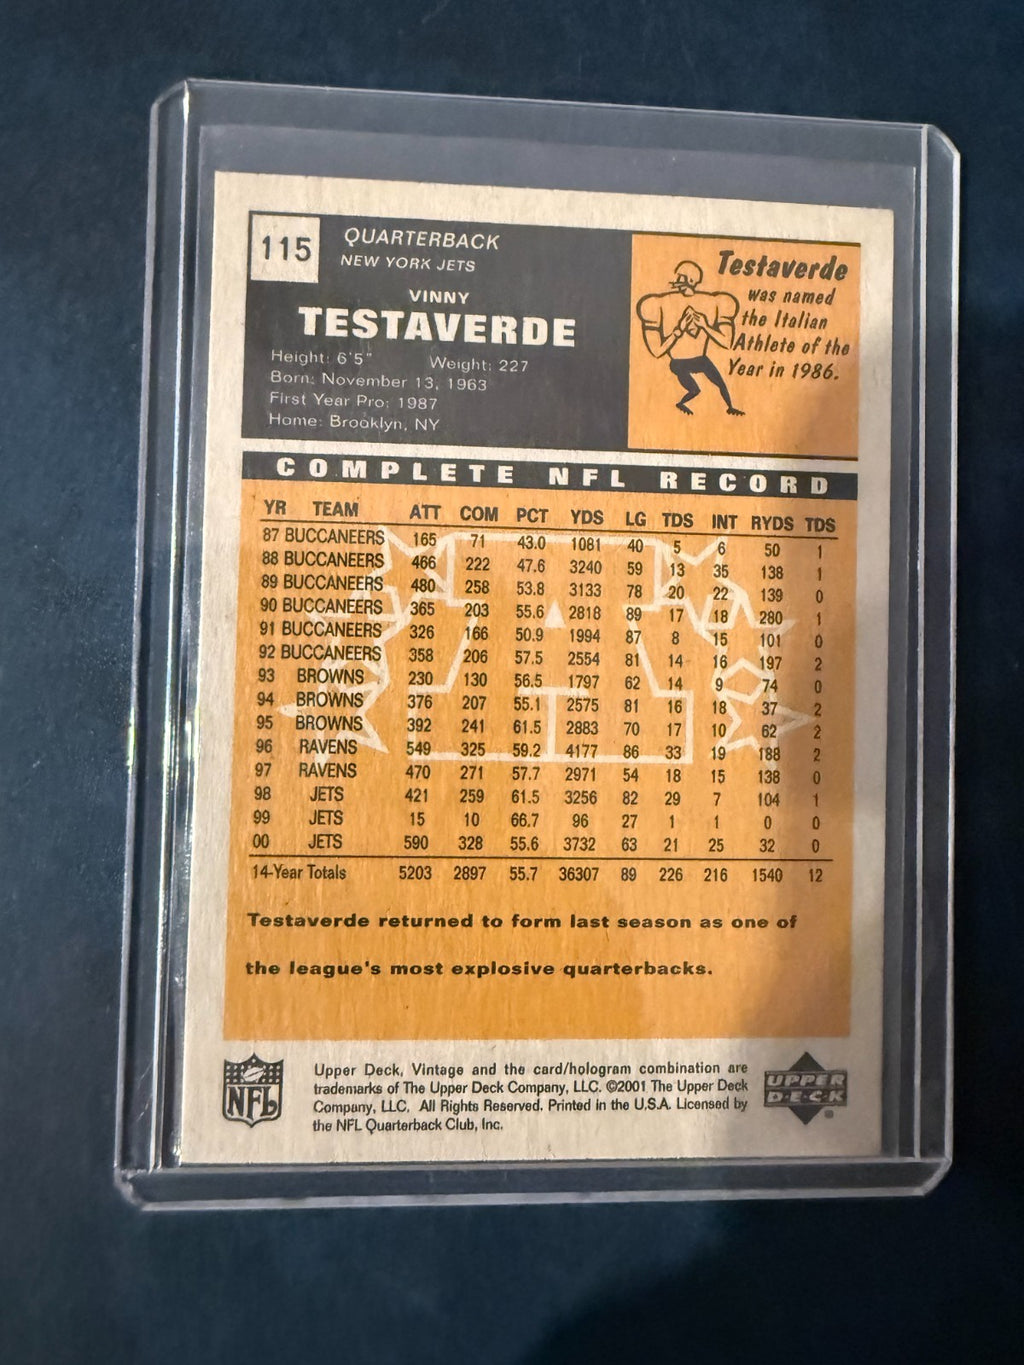 115
QUARTERBACK
NEW YORK JETS
VINNY
TESTAVERDE
Height: 6'5" Weight: 227
Born: November 13, 1963
First Year Pro: 1987
Home: Brooklyn, NY
Testaverde
was named
the Italian
Athlete of the
Year in 1986.
COMPLETE NFL RECORD
YR TEAM ATT COM PCT YDS LG TDS INT RYDS TDS
87 BUCCANEERS 165 71 43.0 1081 40 5 6 50 1
88 BUCCANEERS 466 222 47.6 3240 59 13 35 138 1
89 BUCCANEERS 480 258 53.8 3133 78 20 22 139 0
90 BUCCANEERS 365 203 55.6 2818 89 17 18 280 1
91 BUCCANEERS 326 166 50.9 1994 87 8 15 101 0
92 BUCCANEERS 358 206 57.5 2554 81 14 16 197 2
93 BROWNS 230 130 56.5 1797 62 14 9 74 0
94 BROWNS 376 207 55.1 2575 81 16 18 37 2
95 BROWNS 392 241 61.5 2883 70 17 10 62 2
96 RAVENS 549 325 59.2 4177 86 33 19 188 2
97 RAVENS 470 271 57.7 2971 54 18 15 138 0
98 JETS 421 259 61.5 3256 82 29 7 104 1
99 JETS 15 10 66.7 96 27 1 1 0 0
00 JETS 590 328 55.6 3732 63 21 25 32 0
14-Year Totals 5203 2897 55.7 36307 89 226 216 1540 12
Testaverde returned to form last season as one of
the league's most explosive quarterbacks.
NFL
Upper Deck, Vintage and the card/hologram combination are
trademarks of The Upper Deck Company, LLC. ©2001 The Upper Deck
Company, LLC. All Rights Reserved. Printed in the U.S.A. Licensed by
the NFL Quarterback Club, Inc.
UPPER
DECK
®